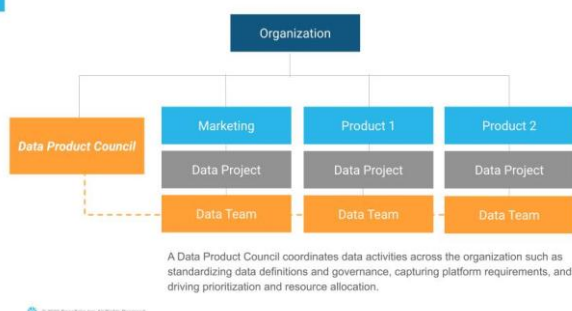 Organization
Data Product Council
Marketing
Product 1
Product 2
Data Project
Data Project
Data Project
Data Team
Data Team
Data Team
A Data Product Council coordinates data activities across the organization such as
standardizing data definitions and governance, capturing platform requirements, and
driving prioritization and resource allocation.